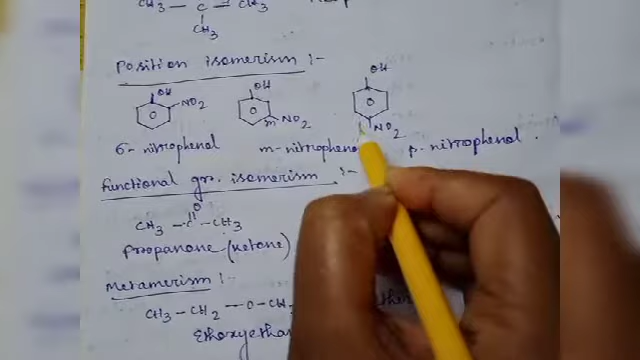 CH3 — C — CH3
CH3
Position isomerism :-
OH OH OH
NO2 NO2 NO2
m
o- nitrophenol m- nitrophenol p- nitrophenol .
functional gr. isomerism :-
O
CH3 — C — CH3
Propanone (ketone)
Metamerism :-
CH3 — CH2 — O — CH